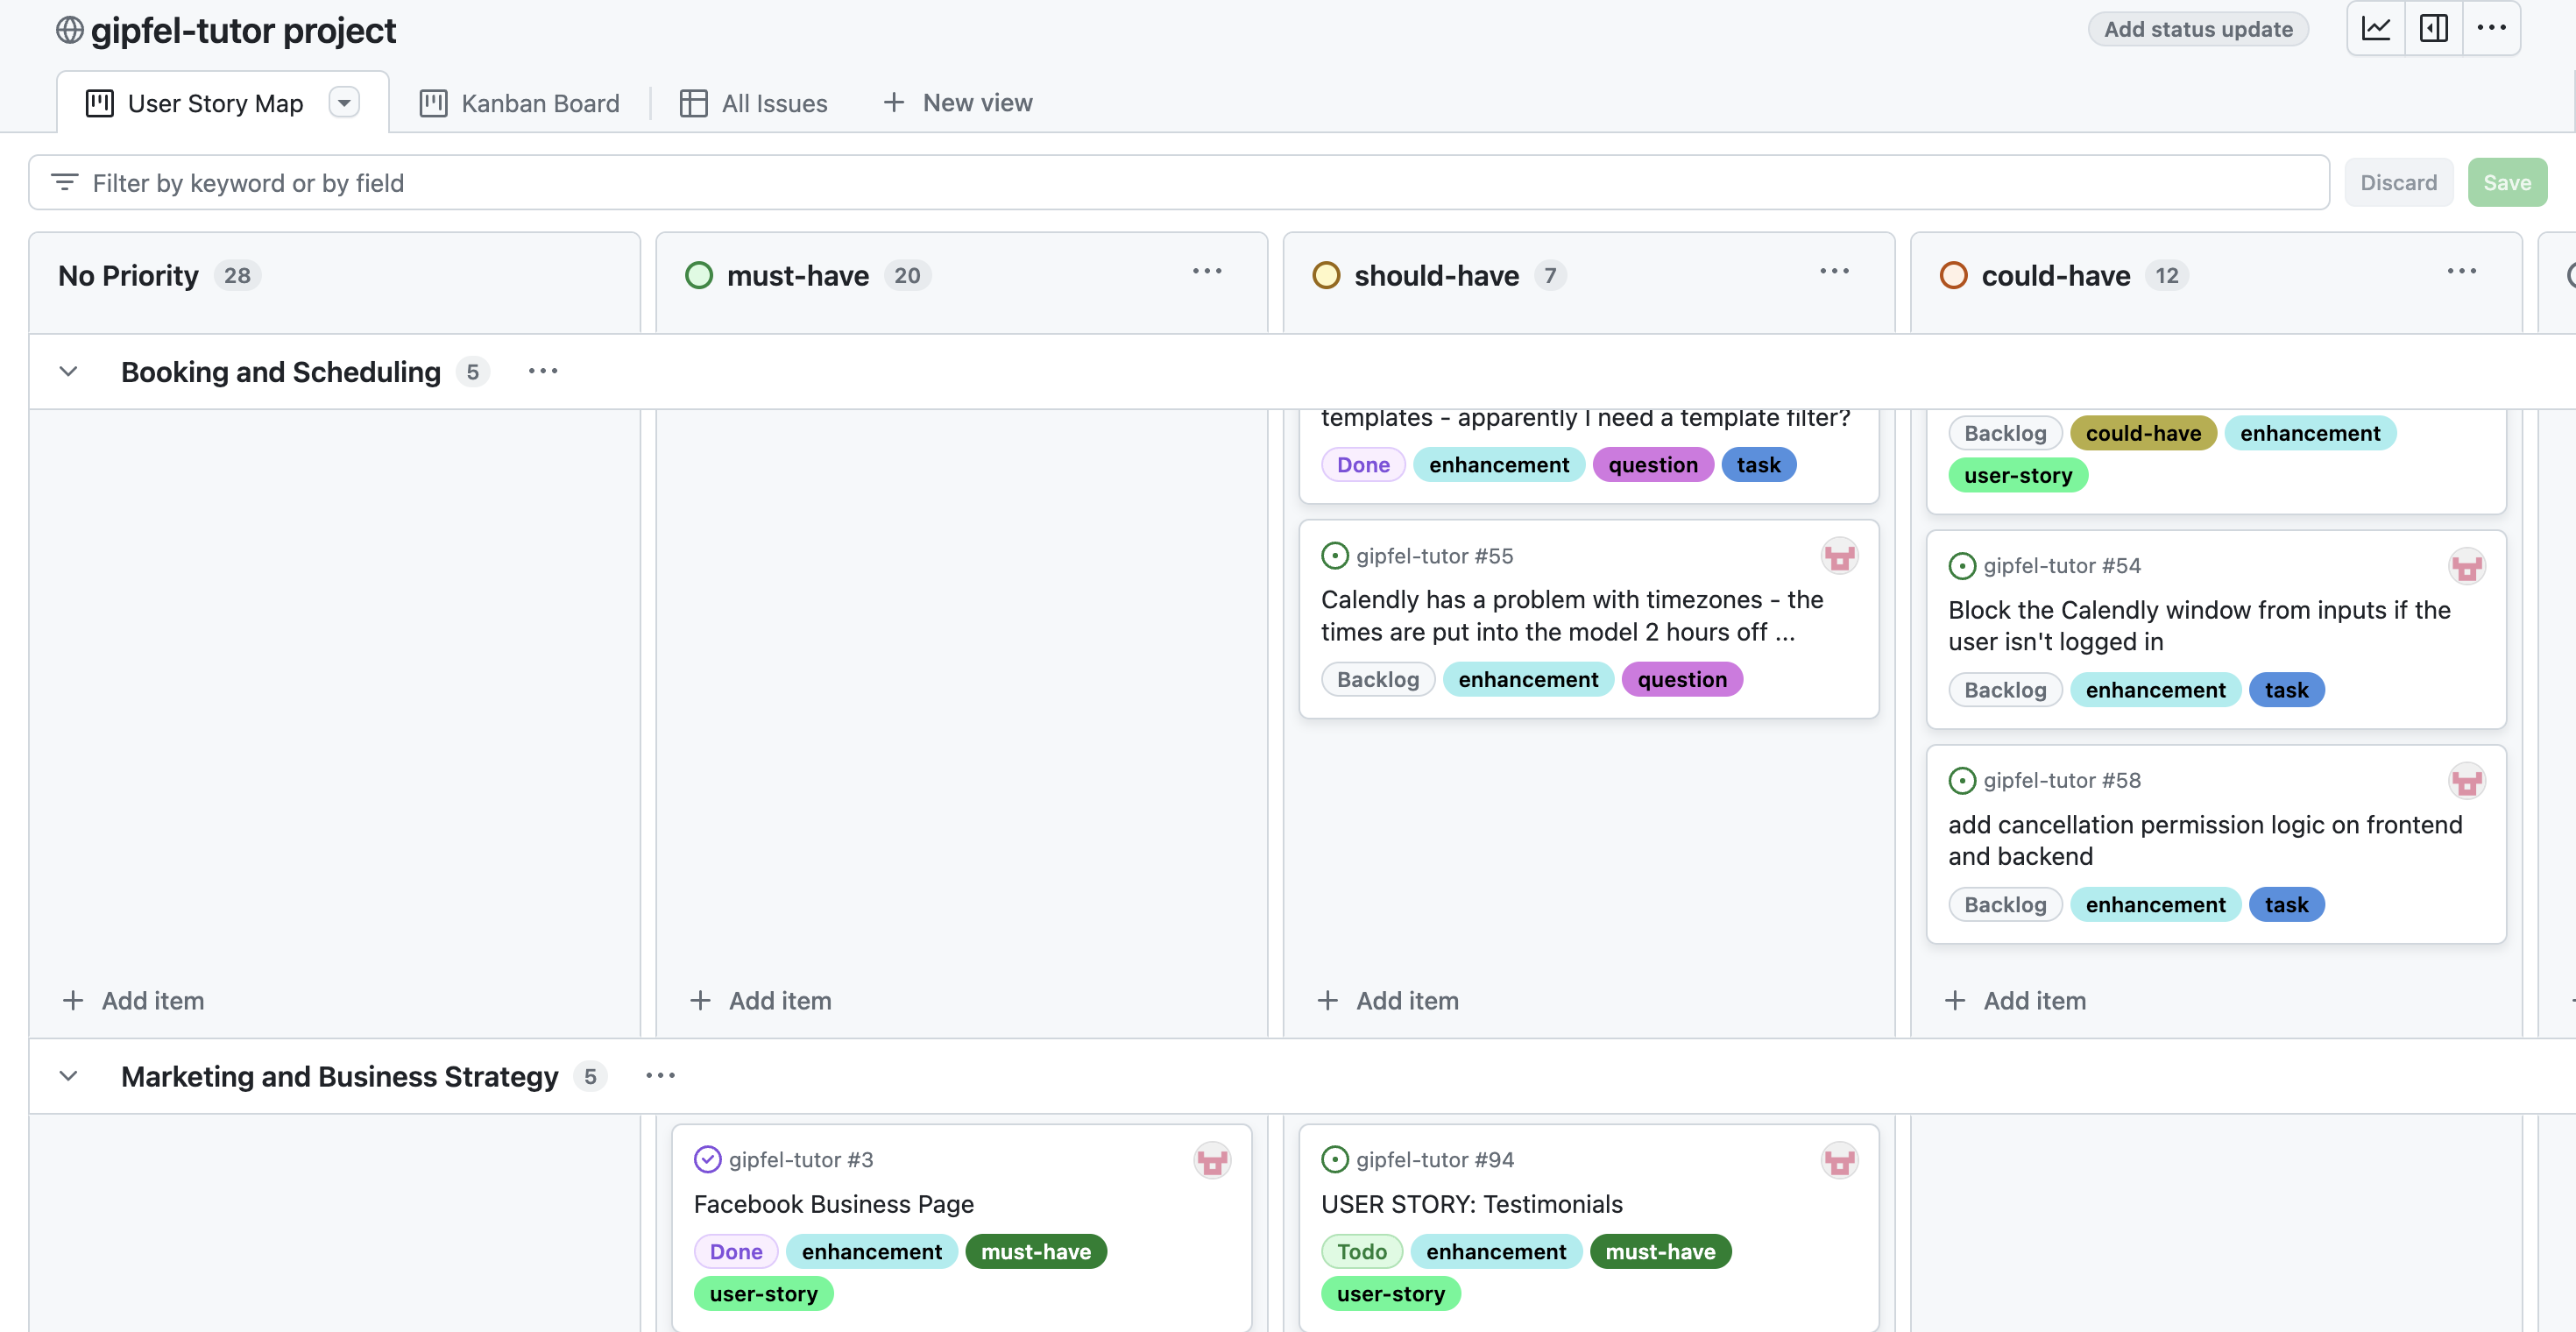 gipfel-tutor project
Add status update
User Story Map
Kanban Board
All Issues
New view
Filter by keyword or by field
Discard
Save
No Priority 28
must-have 20
should-have 7
could-have 12
Booking and Scheduling 5
templates - apparently I need a template filter?
Done enhancement question task
gipfel-tutor #55
Calendly has a problem with timezones - the
times are put into the model 2 hours off ...
Backlog enhancement question
Backlog could-have enhancement
user-story
gipfel-tutor #54
Block the Calendly window from inputs if the
user isn't logged in
Backlog enhancement task
gipfel-tutor #58
add cancellation permission logic on frontend
and backend
Backlog enhancement task
Add item
Add item
Add item
Add item
Marketing and Business Strategy 5
gipfel-tutor #3
Facebook Business Page
Done enhancement must-have
user-story
gipfel-tutor #94
USER STORY: Testimonials
Todo enhancement must-have
user-story